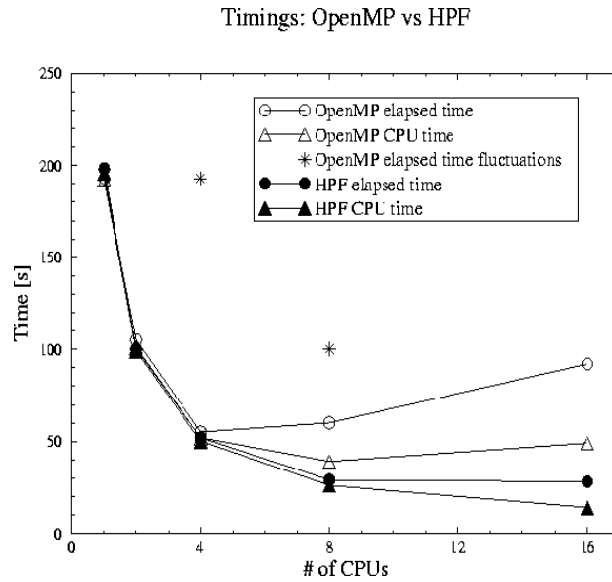 Timings: OpenMP vs HPF
250
200
150
100
50
0
Time [s]
OpenMP elapsed time
OpenMP CPU time
OpenMP elapsed time fluctuations
HPF elapsed time
HPF CPU time
0 4 8 12 16
# of CPUs